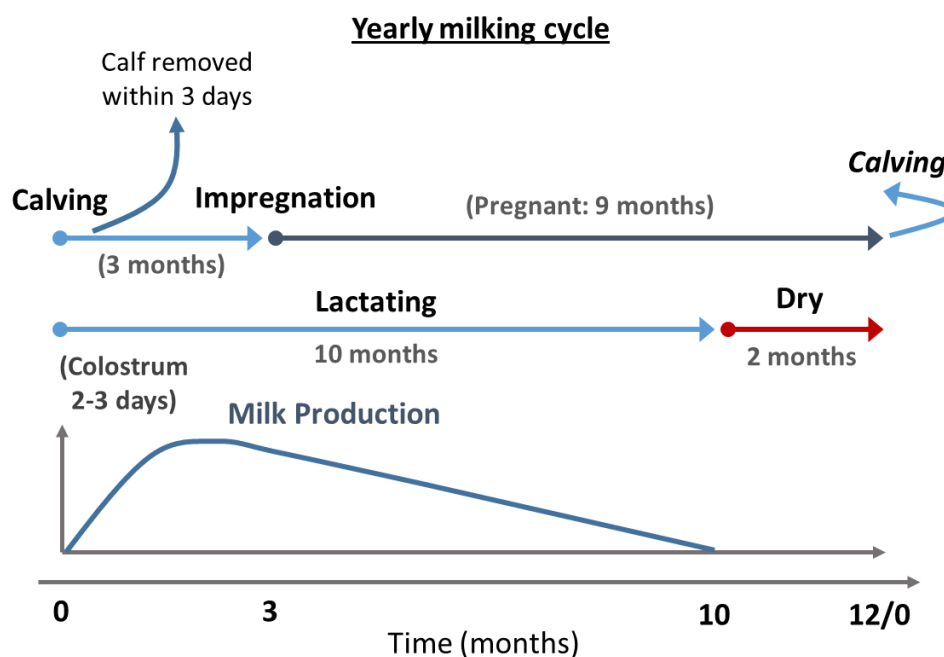 Yearly milking cycle
Calf removed
within 3 days
Calving
Impregnation
(Pregnant: 9 months)
Calving
(3 months)
Lactating
Dry
10 months
2 months
(Colostrum
2-3 days)
Milk Production
0
3
10
12/0
Time (months)